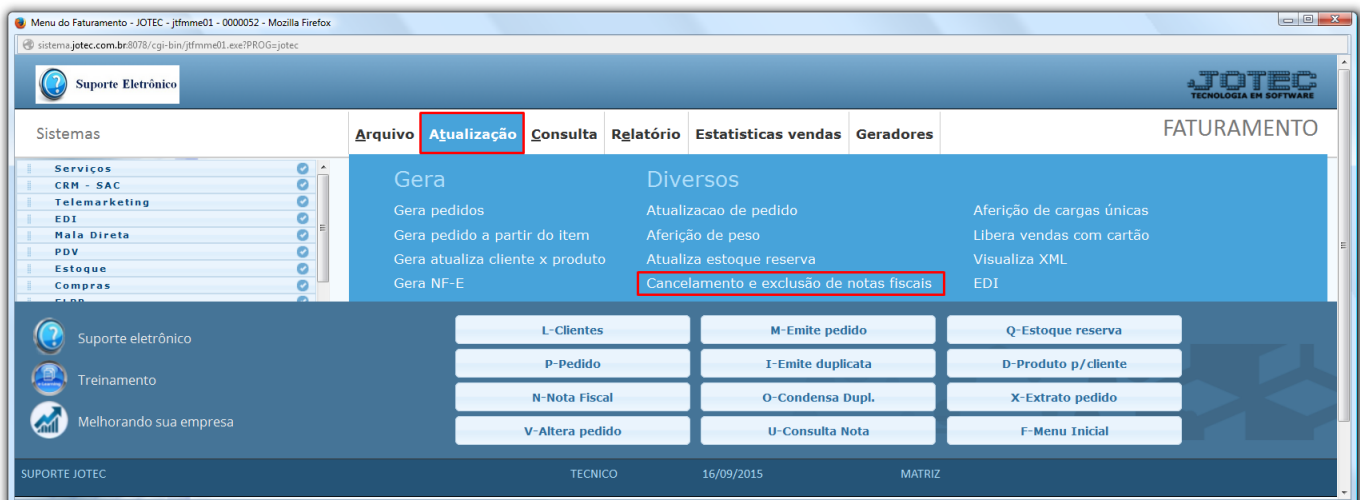 Menu do Faturamento - JOTEC - jtfmme01 - 0000052 - Mozilla Firefox
sistema.jotec.com.br:8078/cgi-bin/jtfmme01.exe?PROG=jotec
Suporte Eletrônico
JOTEC
TECNOLOGIA EM SOFTWARE
Sistemas
Arquivo Atualização Consulta Relatório Estatisticas vendas Geradores
FATURAMENTO
Serviços
CRM - SAC
Telemarketing
EDI
Mala Direta
PDV
Estoque
Compras
Gera
Gera pedidos
Gera pedido a partir do item
Gera atualiza cliente x produto
Gera NF-E
Diversos
Atualizacao de pedido
Aferição de peso
Atualiza estoque reserva
Cancelamento e exclusão de notas fiscais
Aferição de cargas únicas
Libera vendas com cartão
Visualiza XML
EDI
Suporte eletrônico
Treinamento
Melhorando sua empresa
L-Clientes M-Emite pedido Q-Estoque reserva
P-Pedido I-Emite duplicata D-Produto p/cliente
N-Nota Fiscal O-Condensa Dupl. X-Extrato pedido
V-Altera pedido U-Consulta Nota F-Menu Inicial
SUPORTE JOTEC TECNICO 16/09/2015 MATRIZ